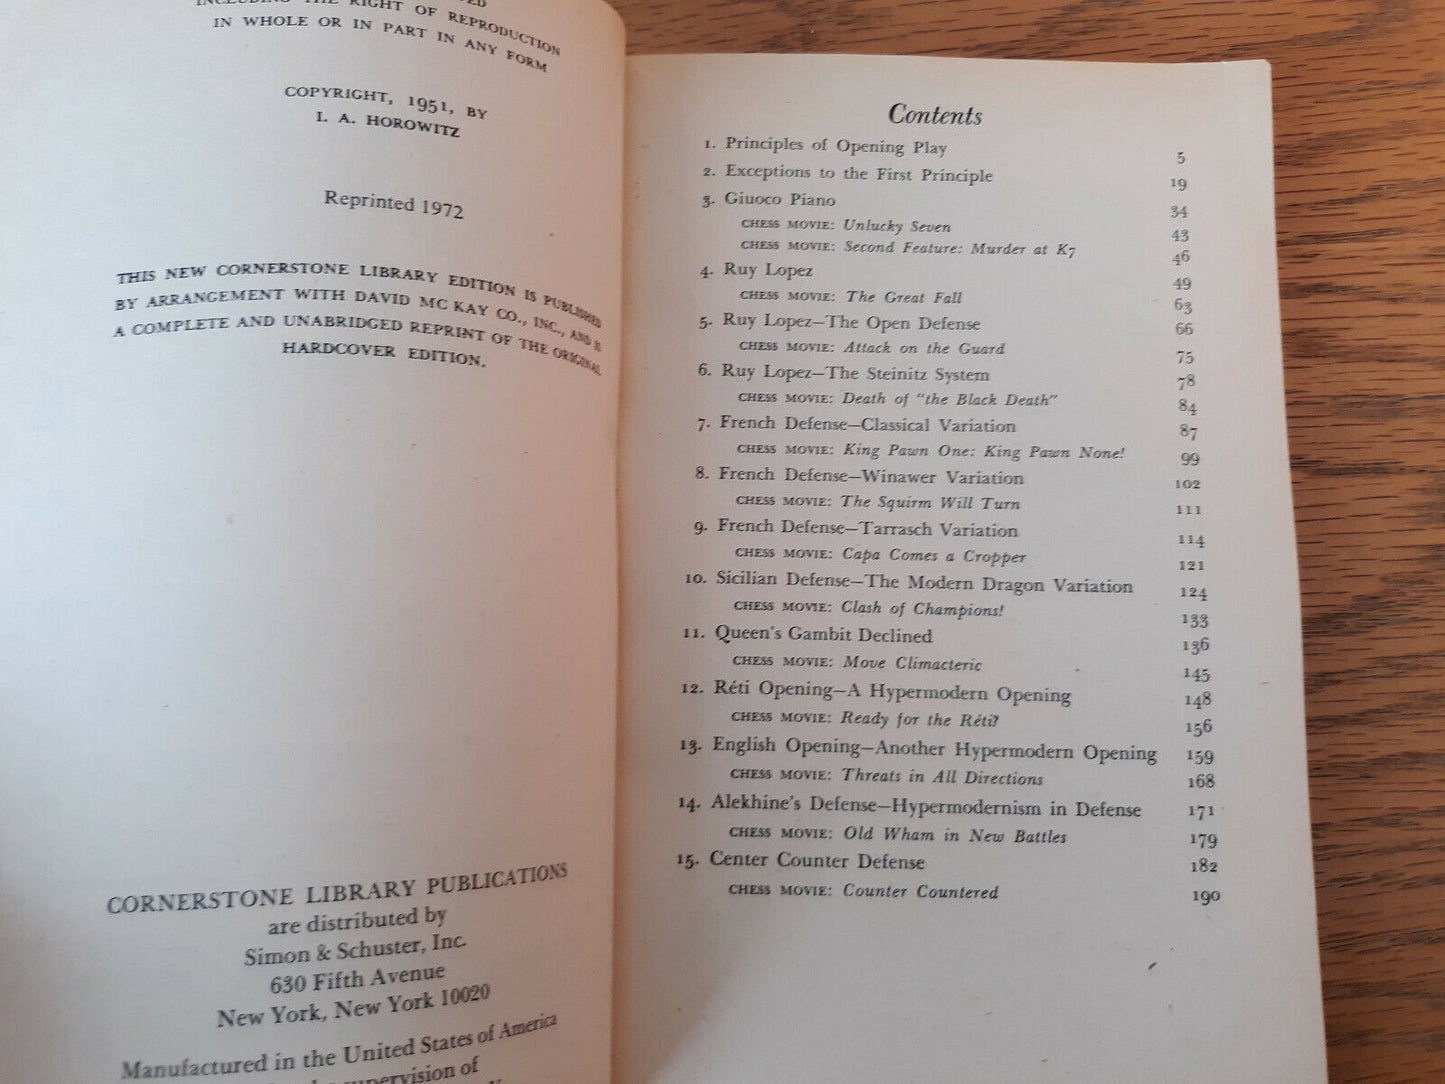 INCLUDING THE RIGHT OF REPRODUCTION
IN WHOLE OR IN PART IN ANY FORM
COPYRIGHT, 1951, BY
I. A. HOROWITZ
Reprinted 1972
THIS NEW CORNERSTONE LIBRARY EDITION IS PUBLISHED
BY ARRANGEMENT WITH DAVID MC KAY CO., INC., AND IS
A COMPLETE AND UNABRIDGED REPRINT OF THE ORIGINAL
HARDCOVER EDITION.
CORNERSTONE LIBRARY PUBLICATIONS
are distributed by
Simon & Schuster, Inc.
630 Fifth Avenue
New York, New York 10020
Manufactured in the United States of America
supervision of
Contents
1. Principles of Opening Play 5
2. Exceptions to the First Principle 19
3. Giuoco Piano 34
CHESS MOVIE: Unlucky Seven 43
CHESS MOVIE: Second Feature: Murder at K7 46
4. Ruy Lopez 49
CHESS MOVIE: The Great Fall 63
5. Ruy Lopez—The Open Defense 66
CHESS MOVIE: Attack on the Guard 75
6. Ruy Lopez—The Steinitz System 78
CHESS MOVIE: Death of "the Black Death" 84
7. French Defense—Classical Variation 87
CHESS MOVIE: King Pawn One: King Pawn None! 99
8. French Defense—Winawer Variation 102
CHESS MOVIE: The Squirm Will Turn 111
9. French Defense—Tarrasch Variation 114
CHESS MOVIE: Capa Comes a Cropper 121
10. Sicilian Defense—The Modern Dragon Variation 124
CHESS MOVIE: Clash of Champions! 133
11. Queen's Gambit Declined 136
CHESS MOVIE: Move Climacteric 145
12. Réti Opening—A Hypermodern Opening 148
CHESS MOVIE: Ready for the Réti? 156
13. English Opening—Another Hypermodern Opening 159
CHESS MOVIE: Threats in All Directions 168
14. Alekhine's Defense—Hypermodernism in Defense 171
CHESS MOVIE: Old Wham in New Battles 179
15. Center Counter Defense 182
CHESS MOVIE: Counter Countered 190